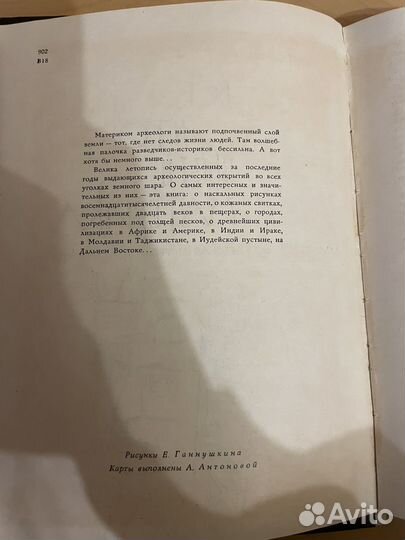 902
В18
Материком археологи называют подпочвенный слой
земли — тот, где нет следов жизни людей. Там волшеб-
ная палочка разведчиков-историков бессильна. А вот
хотя бы немного выше...
Велика летопись осуществленных за последние
годы выдающихся археологических открытий во всех
уголках земного шара. О самых интересных и значи-
тельных из них — эта книга: о наскальных рисунках
восемнадцатитысячелетней давности, о кожаных свитках,
пролежавших двадцать веков в пещерах, о городах,
погребенных под толщей песков, о древнейших циви-
лизациях в Африке и Америке, в Индии и Ираке,
в Молдавии и Таджикистане, в Иудейской пустыне, на
Дальнем Востоке...
Рисунки Е. Ганнушкина
Карты выполнены А. Антоновой
Avito